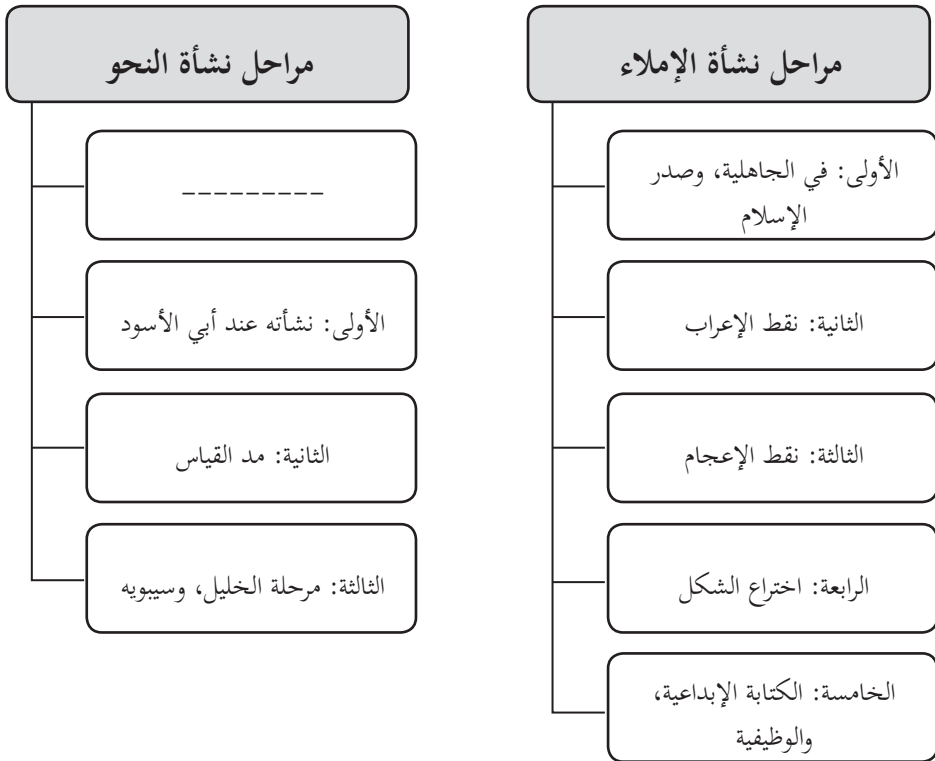 مراحل نشأة الإملاء
الأولى: في الجاهلية، وصدر
الإسلام
الثانية: نقط الإعراب
الثالثة: نقط الإعجام
الرابعة: اختراع الشكل
الخامسة: الكتابة الإبداعية،
والوظيفية
مراحل نشأة النحو
_________
الأولى: نشأته عند أبي الأسود
الثانية: مد القياس
الثالثة: مرحلة الخليل، وسيبويه